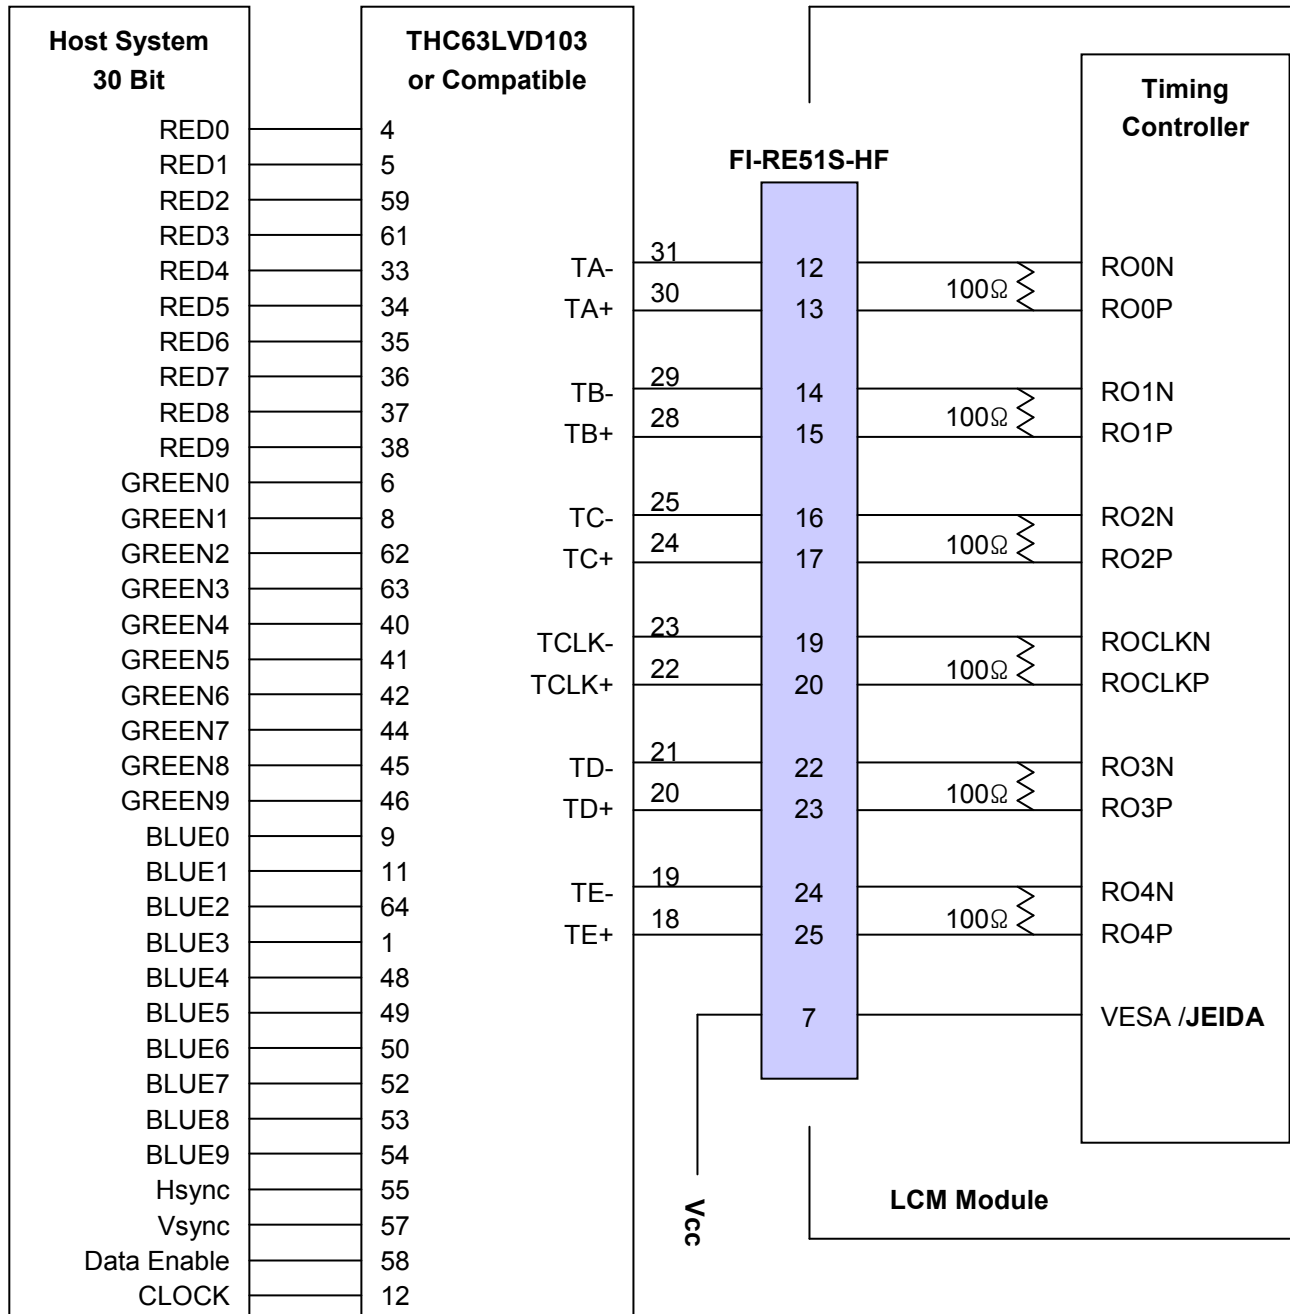 Host System
30 Bit
RED0
RED1
RED2
RED3
RED4
RED5
RED6
RED7
RED8
RED9
GREEN0
GREEN1
GREEN2
GREEN3
GREEN4
GREEN5
GREEN6
GREEN7
GREEN8
GREEN9
BLUE0
BLUE1
BLUE2
BLUE3
BLUE4
BLUE5
BLUE6
BLUE7
BLUE8
BLUE9
Hsync
Vsync
Data Enable
CLOCK
THC63LVD103
or Compatible
4
5
59
61
33
34
35
36
37
38
6
8
62
63
40
41
42
44
45
46
9
11
64
1
48
49
50
52
53
54
55
57
58
12
TA-
TA+
TB-
TB+
TC-
TC+
TCLK-
TCLK+
TD-
TD+
TE-
TE+
31
30
29
28
25
24
23
22
21
20
19
18
Vcc
FI-RE51S-HF
12
13
14
15
16
17
19
20
22
23
24
25
7
100Ω
100Ω
100Ω
100Ω
100Ω
100Ω
Timing
Controller
RO0N
RO0P
RO1N
RO1P
RO2N
RO2P
ROCLKN
ROCLKP
RO3N
RO3P
RO4N
RO4P
VESA /JEIDA
LCM Module